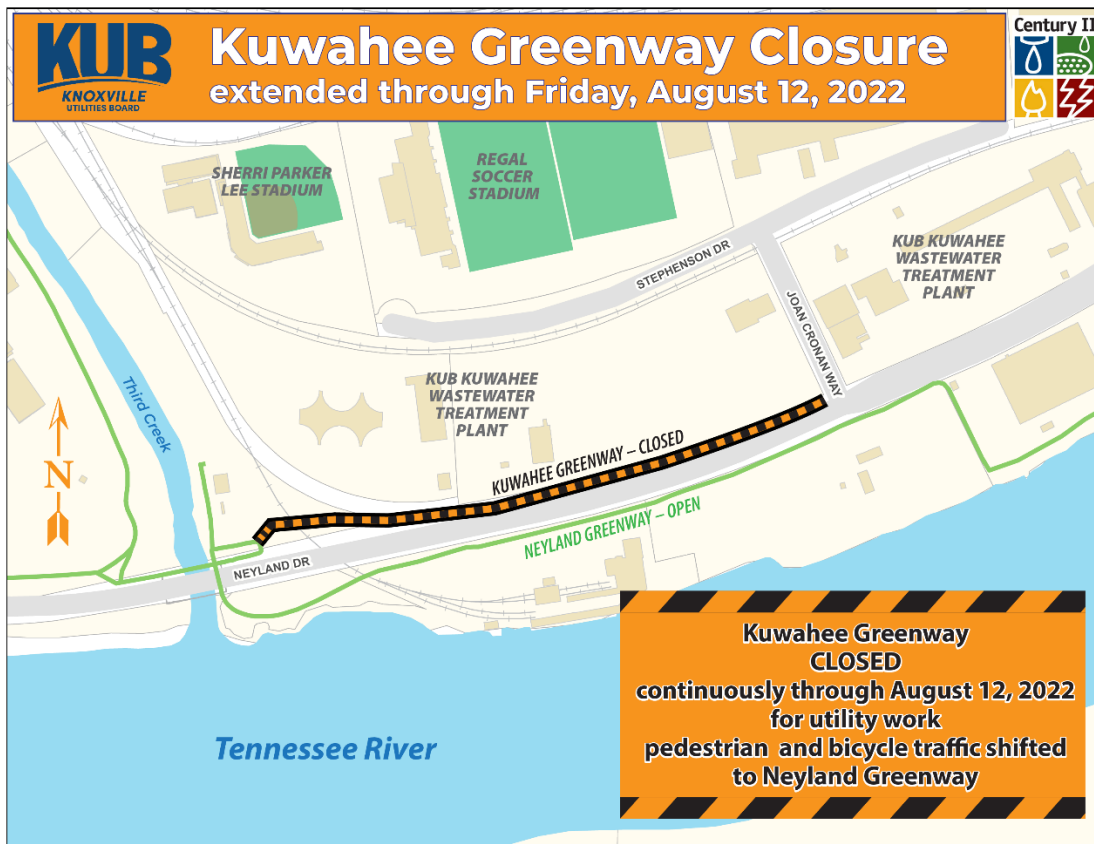 KUB
KNOXVILLE
UTILITIES BOARD
Kuwahee Greenway Closure
extended through Friday, August 12, 2022
Century II
SHERRI PARKER
LEE STADIUM
REGAL
SOCCER
STADIUM
STEPHENSON DR
KUB KUWAHEE
WASTEWATER
TREATMENT
PLANT
JOAN CRONAN WAY
Third Creek
KUB KUWAHEE
WASTEWATER
TREATMENT
PLANT
N
KUWAHEE GREENWAY – CLOSED
NEYLAND GREENWAY – OPEN
NEYLAND DR
Tennessee River
Kuwahee Greenway
CLOSED
continuously through August 12, 2022
for utility work
pedestrian and bicycle traffic shifted
to Neyland Greenway